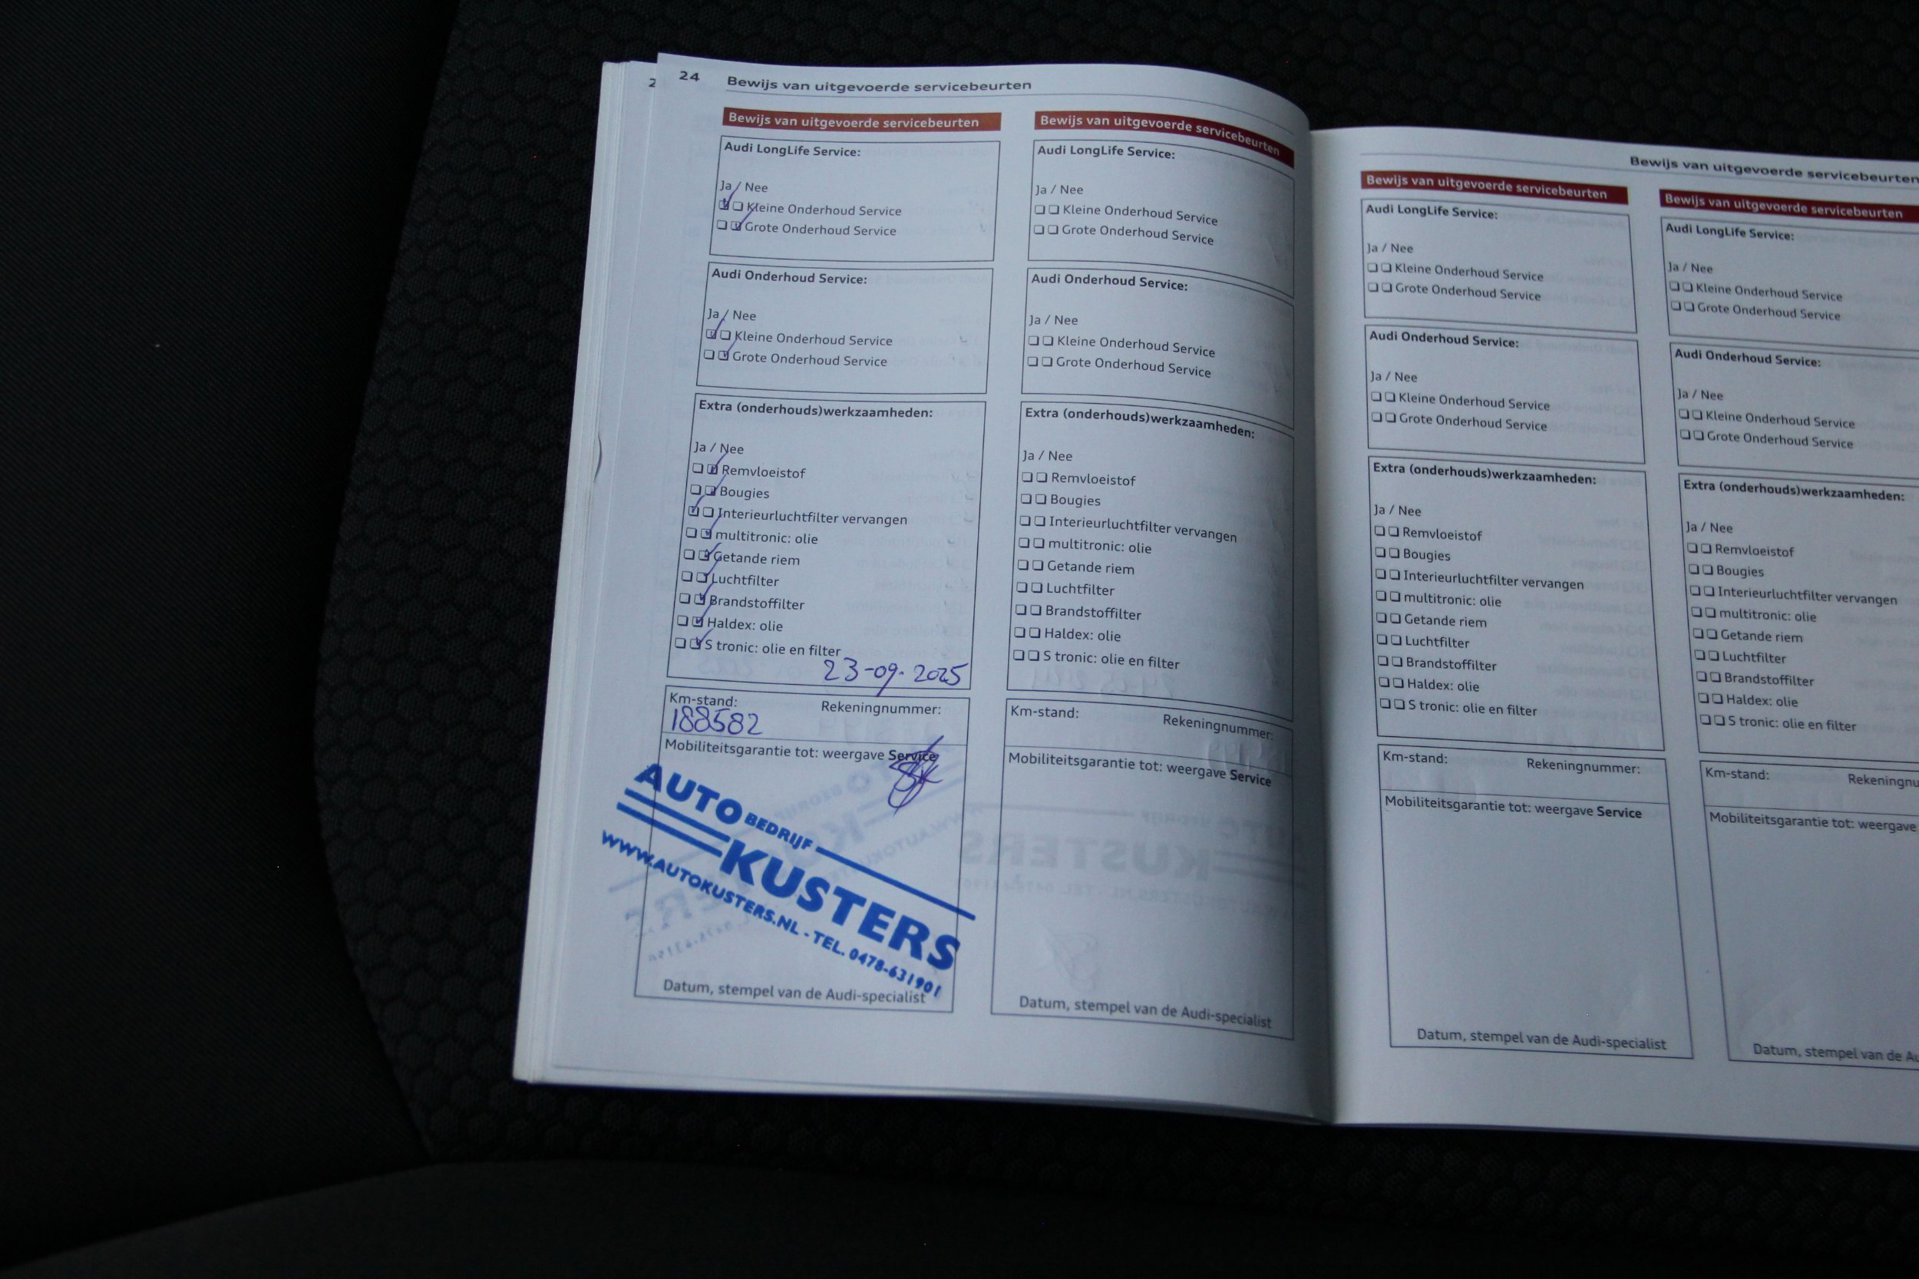 2
24
Bewijs van uitgevoerde servicebeurten
Bewijs van uitgevoerde servicebeurten
Audi LongLife Service:
Ja / Nee
Kleine Onderhoud Service
Grote Onderhoud Service
Audi Onderhoud Service:
Ja / Nee
Kleine Onderhoud Service
Grote Onderhoud Service
Extra (onderhouds)werkzaamheden:
Ja / Nee
Remvloeistof
Bougies
Interieurluchtfilter vervangen
multitronic: olie
Getande riem
Luchtfilter
Brandstoffilter
Haldex: olie
S tronic: olie en filter
23-09-2025
Km-stand: Rekeningnummer:
188582
Mobiliteitsgarantie tot: weergave Service
AUTO BEDRIJF
KUSTERS
WWW.AUTOKUSTERS.NL - TEL. 0478-631901
Datum, stempel van de Audi-specialist
Bewijs van uitgevoerde servicebeurten
Audi LongLife Service:
Ja / Nee
Kleine Onderhoud Service
Grote Onderhoud Service
Audi Onderhoud Service:
Ja / Nee
Kleine Onderhoud Service
Grote Onderhoud Service
Extra (onderhouds)werkzaamheden:
Ja / Nee
Remvloeistof
Bougies
Interieurluchtfilter vervangen
multitronic: olie
Getande riem
Luchtfilter
Brandstoffilter
Haldex: olie
S tronic: olie en filter
Km-stand: Rekeningnummer:
Mobiliteitsgarantie tot: weergave Service
Datum, stempel van de Audi-specialist
Bewijs van uitgevoerde servicebeurten
Bewijs van uitgevoerde servicebeurten
Audi LongLife Service:
Ja / Nee
Kleine Onderhoud Service
Grote Onderhoud Service
Audi Onderhoud Service:
Ja / Nee
Kleine Onderhoud Service
Grote Onderhoud Service
Extra (onderhouds)werkzaamheden:
Ja / Nee
Remvloeistof
Bougies
Interieurluchtfilter vervangen
multitronic: olie
Getande riem
Luchtfilter
Brandstoffilter
Haldex: olie
S tronic: olie en filter
Km-stand: Rekeningnummer:
Mobiliteitsgarantie tot: weergave Service
Datum, stempel van de Audi-specialist
Bewijs van uitgevoerde servicebeurten
Audi LongLife Service:
Ja / Nee
Kleine Onderhoud Service
Grote Onderhoud Service
Audi Onderhoud Service:
Ja / Nee
Kleine Onderhoud Service
Grote Onderhoud Service
Extra (onderhouds)werkzaamheden:
Ja / Nee
Remvloeistof
Bougies
Interieurluchtfilter vervangen
multitronic: olie
Getande riem
Luchtfilter
Brandstoffilter
Haldex: olie
S tronic: olie en filter
Km-stand: Rekeningnu
Mobiliteitsgarantie tot: weergave
Datum, stempel van de Au